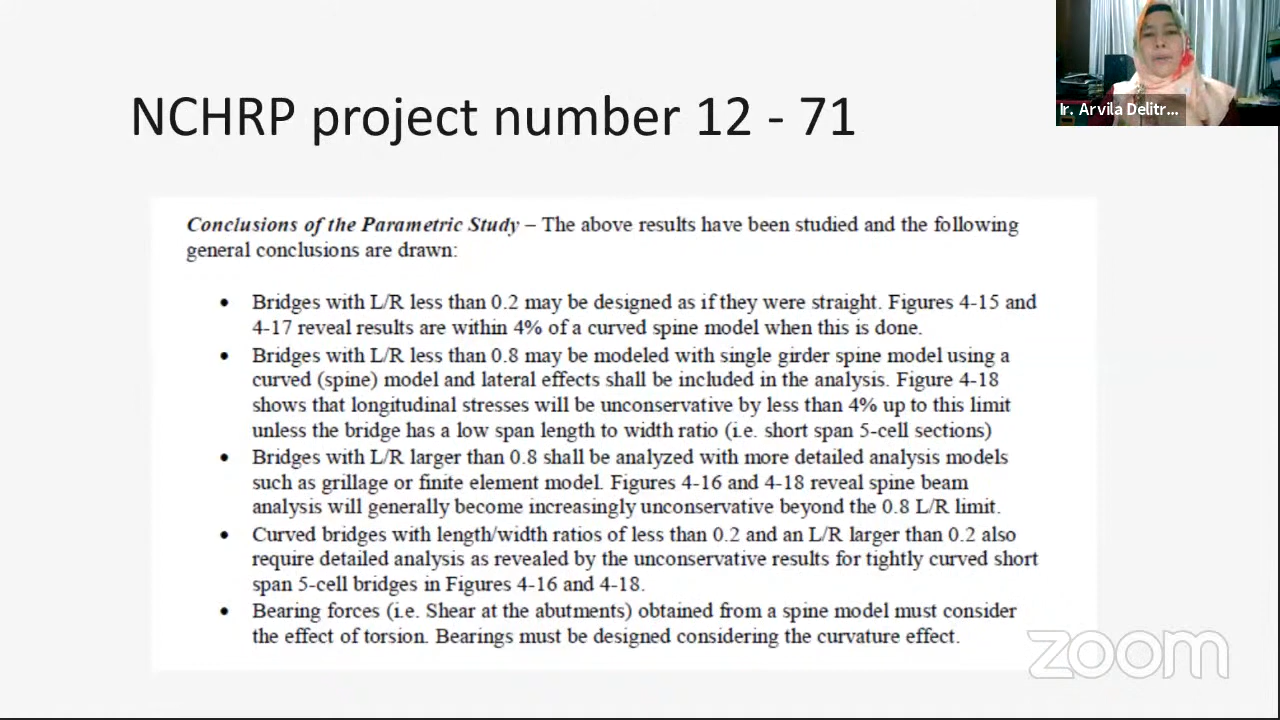 Ir. Arvila Delitr...
NCHRP project number 12 - 71
Conclusions of the Parametric Study – The above results have been studied and the following
general conclusions are drawn:
• Bridges with L/R less than 0.2 may be designed as if they were straight. Figures 4-15 and
4-17 reveal results are within 4% of a curved spine model when this is done.
• Bridges with L/R less than 0.8 may be modeled with single girder spine model using a
curved (spine) model and lateral effects shall be included in the analysis. Figure 4-18
shows that longitudinal stresses will be unconservative by less than 4% up to this limit
unless the bridge has a low span length to width ratio (i.e. short span 5-cell sections)
• Bridges with L/R larger than 0.8 shall be analyzed with more detailed analysis models
such as grillage or finite element model. Figures 4-16 and 4-18 reveal spine beam
analysis will generally become increasingly unconservative beyond the 0.8 L/R limit.
• Curved bridges with length/width ratios of less than 0.2 and an L/R larger than 0.2 also
require detailed analysis as revealed by the unconservative results for tightly curved short
span 5-cell bridges in Figures 4-16 and 4-18.
• Bearing forces (i.e. Shear at the abutments) obtained from a spine model must consider
the effect of torsion. Bearings must be designed considering the curvature effect.
zoom